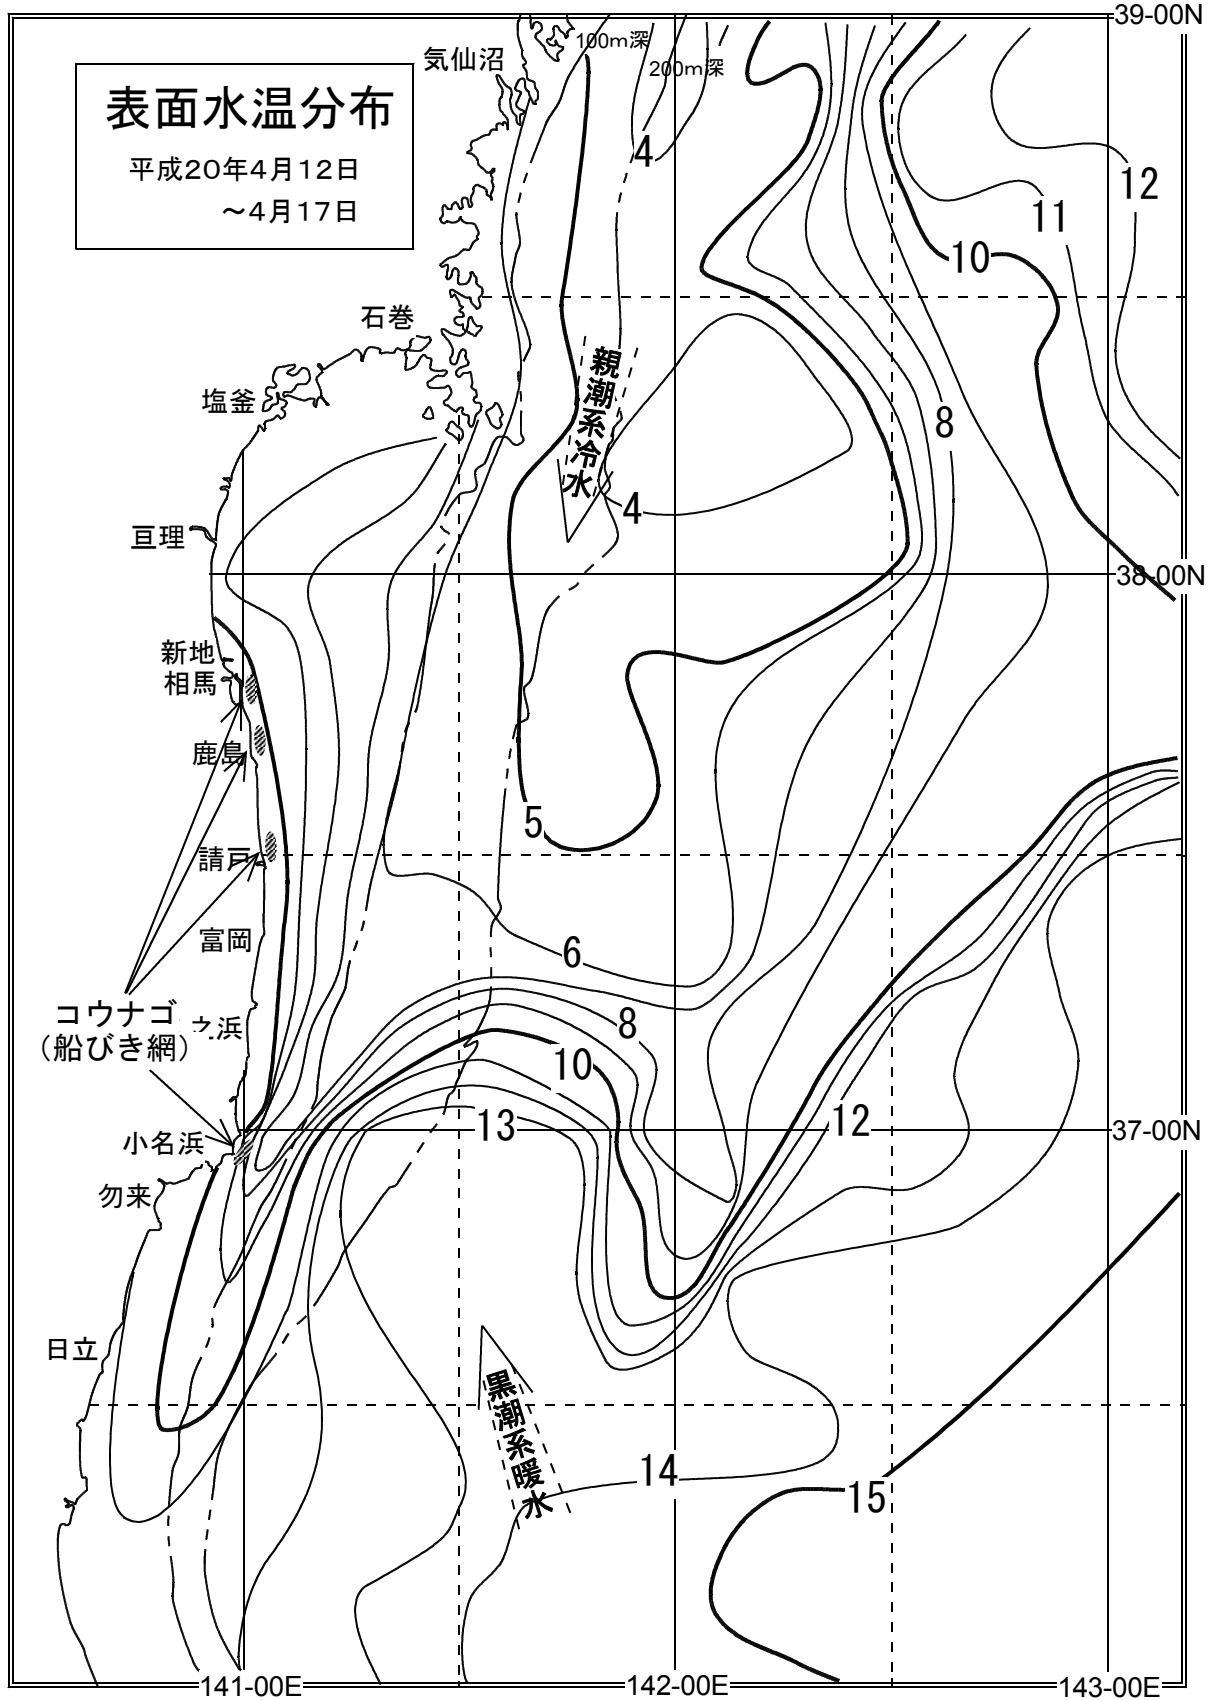 39-00N
100m深
気仙沼
200m深
表面水温分布
平成20年4月12日
～4月17日
4
12
11
10
石巻
親潮系冷水
塩釜
8
4
亘理
38-00N
新地
相馬
鹿島
5
請戸
富岡
6
コウナゴ
之浜
(船びき網)
8
10
13
12
37-00N
小名浜
勿来
日立
黒潮系暖水
14
15
141-00E
142-00E
143-00E